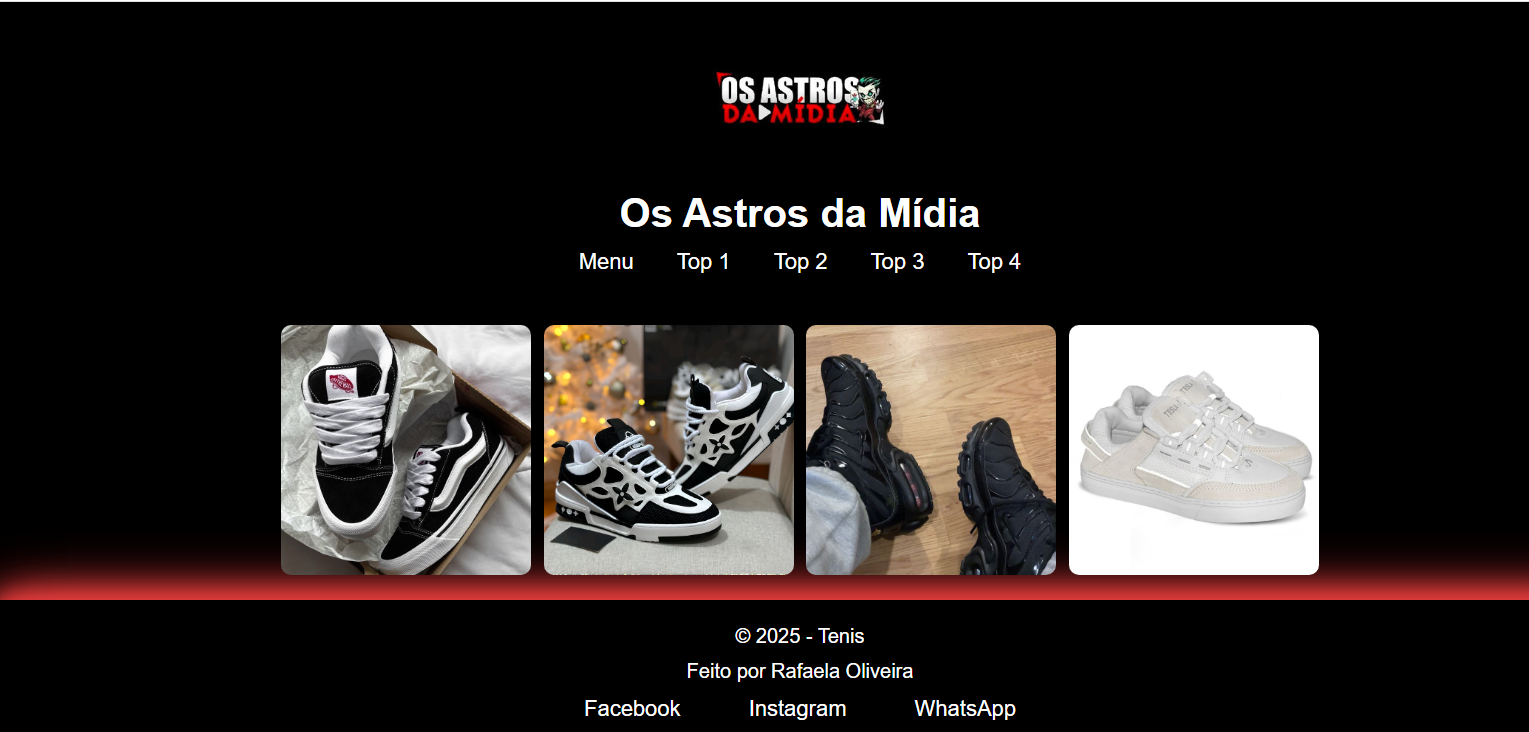 OS ASTROS
DA MÍDIA
Os Astros da Mídia
Menu Top 1 Top 2 Top 3 Top 4
© 2025 - Tenis
Feito por Rafaela Oliveira
Facebook Instagram WhatsApp